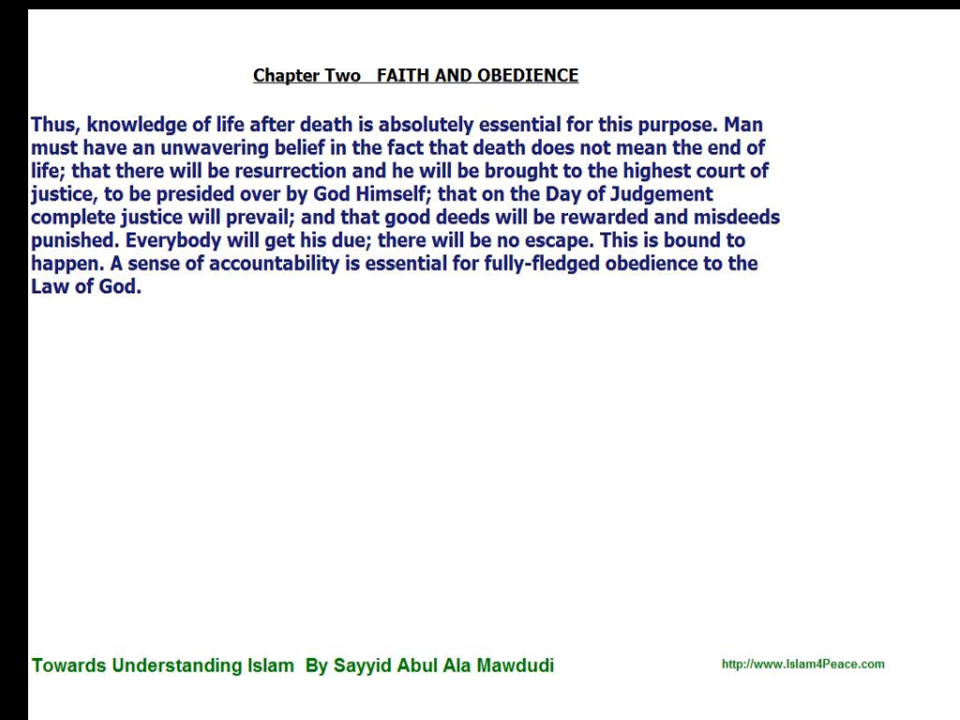 Chapter Two   FAITH AND OBEDIENCE
Thus, knowledge of life after death is absolutely essential for this purpose. Man
must have an unwavering belief in the fact that death does not mean the end of
life; that there will be resurrection and he will be brought to the highest court of
justice, to be presided over by God Himself; that on the Day of Judgement
complete justice will prevail; and that good deeds will be rewarded and misdeeds
punished. Everybody will get his due; there will be no escape. This is bound to
happen. A sense of accountability is essential for fully-fledged obedience to the
Law of God.
Towards Understanding Islam  By Sayyid Abul Ala Mawdudi
http://www.Islam4Peace.com